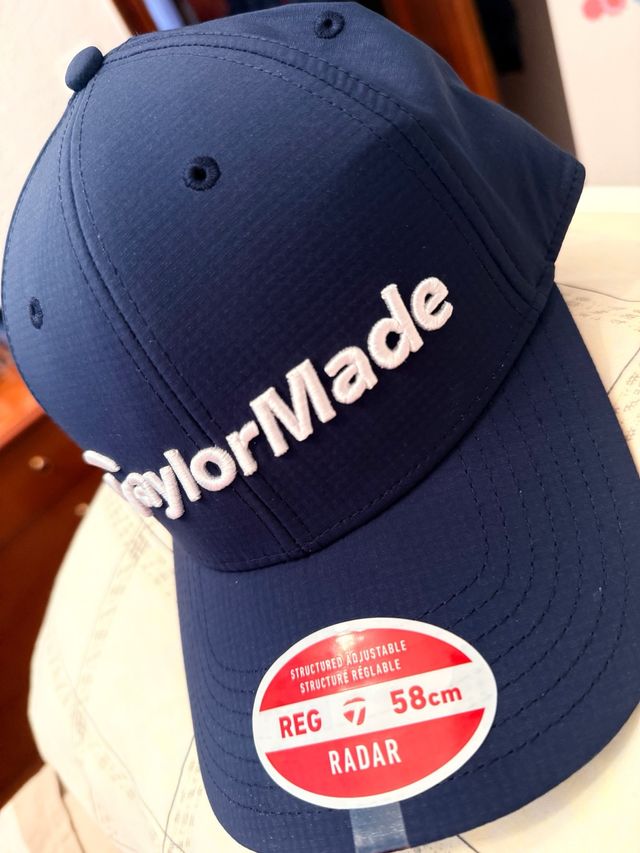 TaylorMade
STRUCTURED ADJUSTABLE
STRUCTURE RÉGLABLE
REG 58cm
RADAR